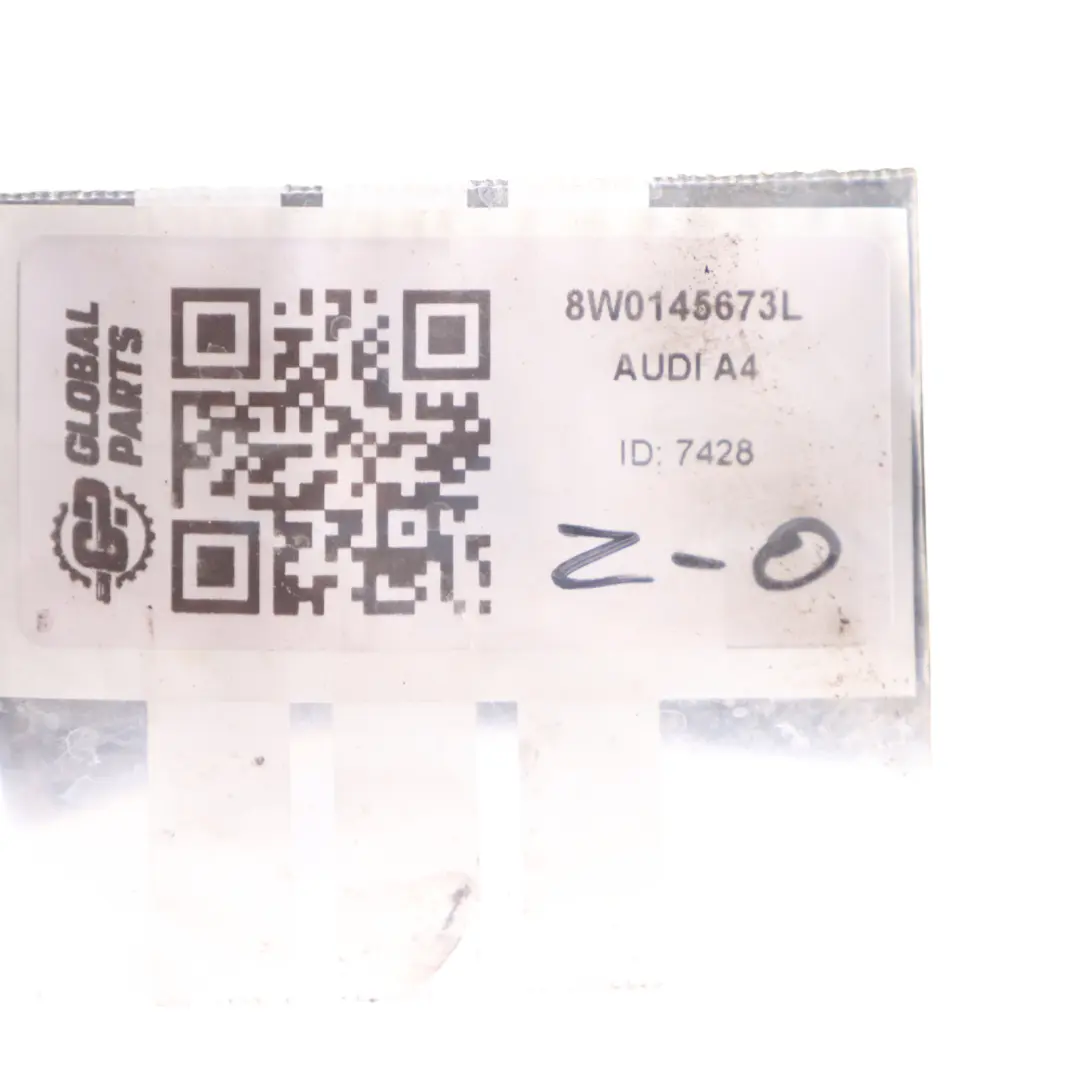 GLOBAL
PARTS
8W0145673L
AUDI A4
ID: 7428
Z-0